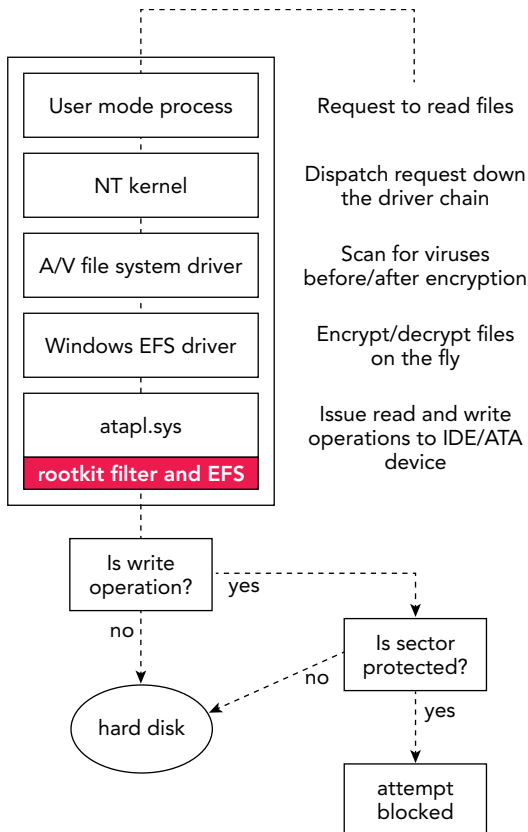 User mode process
Request to read files
NT kernel
Dispatch request down
the driver chain
A/V file system driver
Scan for viruses
before/after encryption
Windows EFS driver
Encrypt/decrypt files
on the fly
atapl.sys
Issue read and write
operations to IDE/ATA
device
rootkit filter and EFS
Is write
operation?
yes
no
Is sector
protected?
no
hard disk
yes
attempt
blocked